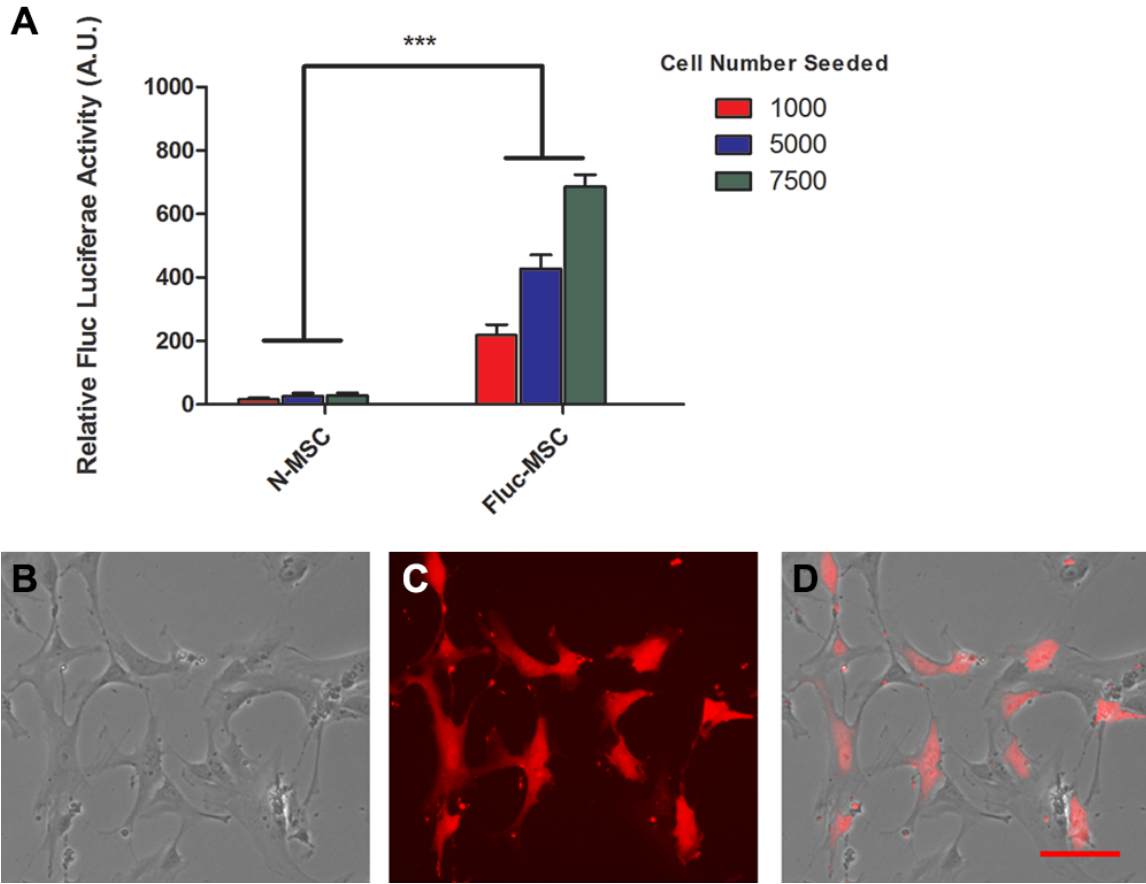 A
***
Relative Fluc Luciferae Activity (A.U.)
1000
800
600
400
200
0
N-MSC
Fluc-MSC
Cell Number Seeded
1000
5000
7500
B
C
D